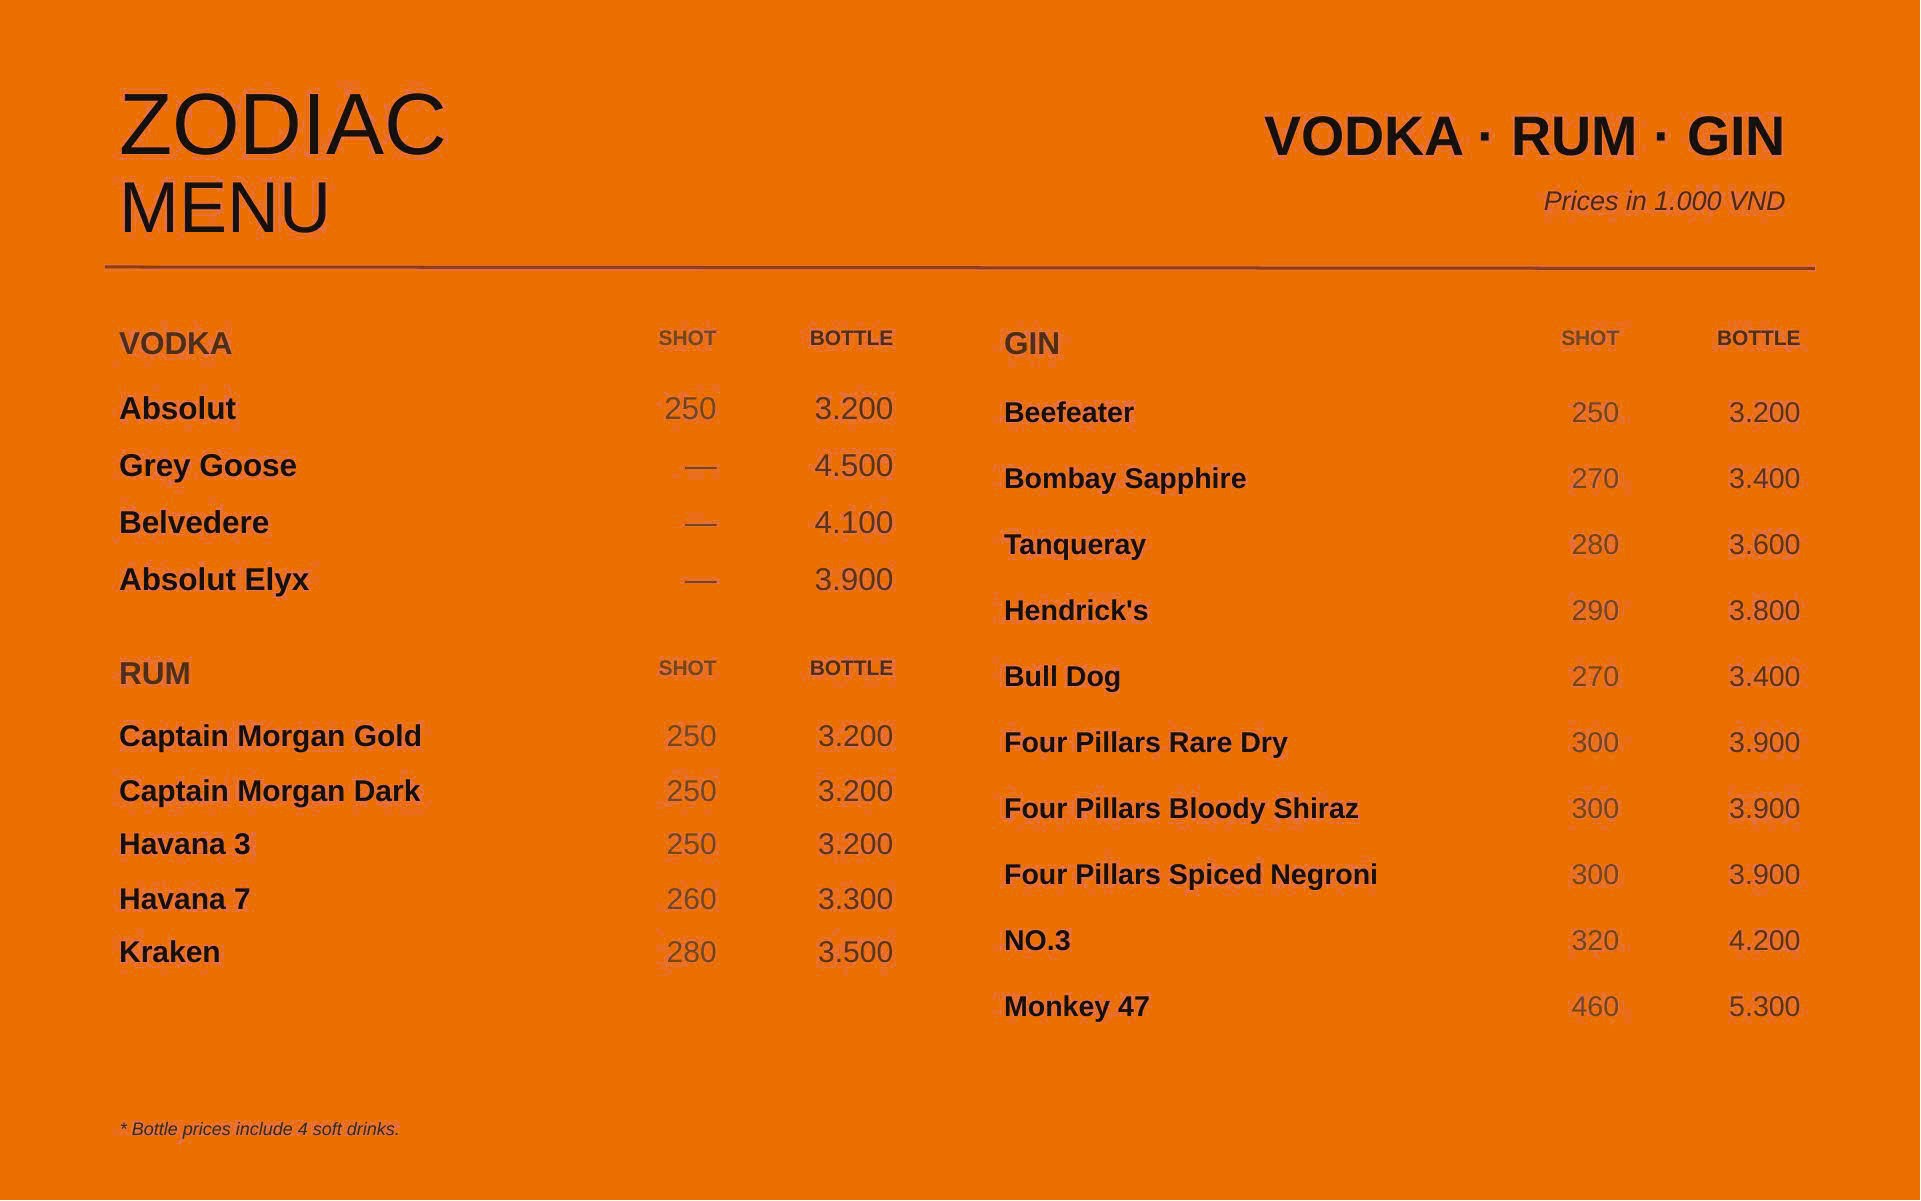 ZODIAC
MENU
VODKA · RUM · GIN
Prices in 1.000 VND
VODKA SHOT BOTTLE
Absolut 250 3.200
Grey Goose — 4.500
Belvedere — 4.100
Absolut Elyx — 3.900
RUM SHOT BOTTLE
Captain Morgan Gold 250 3.200
Captain Morgan Dark 250 3.200
Havana 3 250 3.200
Havana 7 260 3.300
Kraken 280 3.500
GIN SHOT BOTTLE
Beefeater 250 3.200
Bombay Sapphire 270 3.400
Tanqueray 280 3.600
Hendrick's 290 3.800
Bull Dog 270 3.400
Four Pillars Rare Dry 300 3.900
Four Pillars Bloody Shiraz 300 3.900
Four Pillars Spiced Negroni 300 3.900
NO.3 320 4.200
Monkey 47 460 5.300
* Bottle prices include 4 soft drinks.